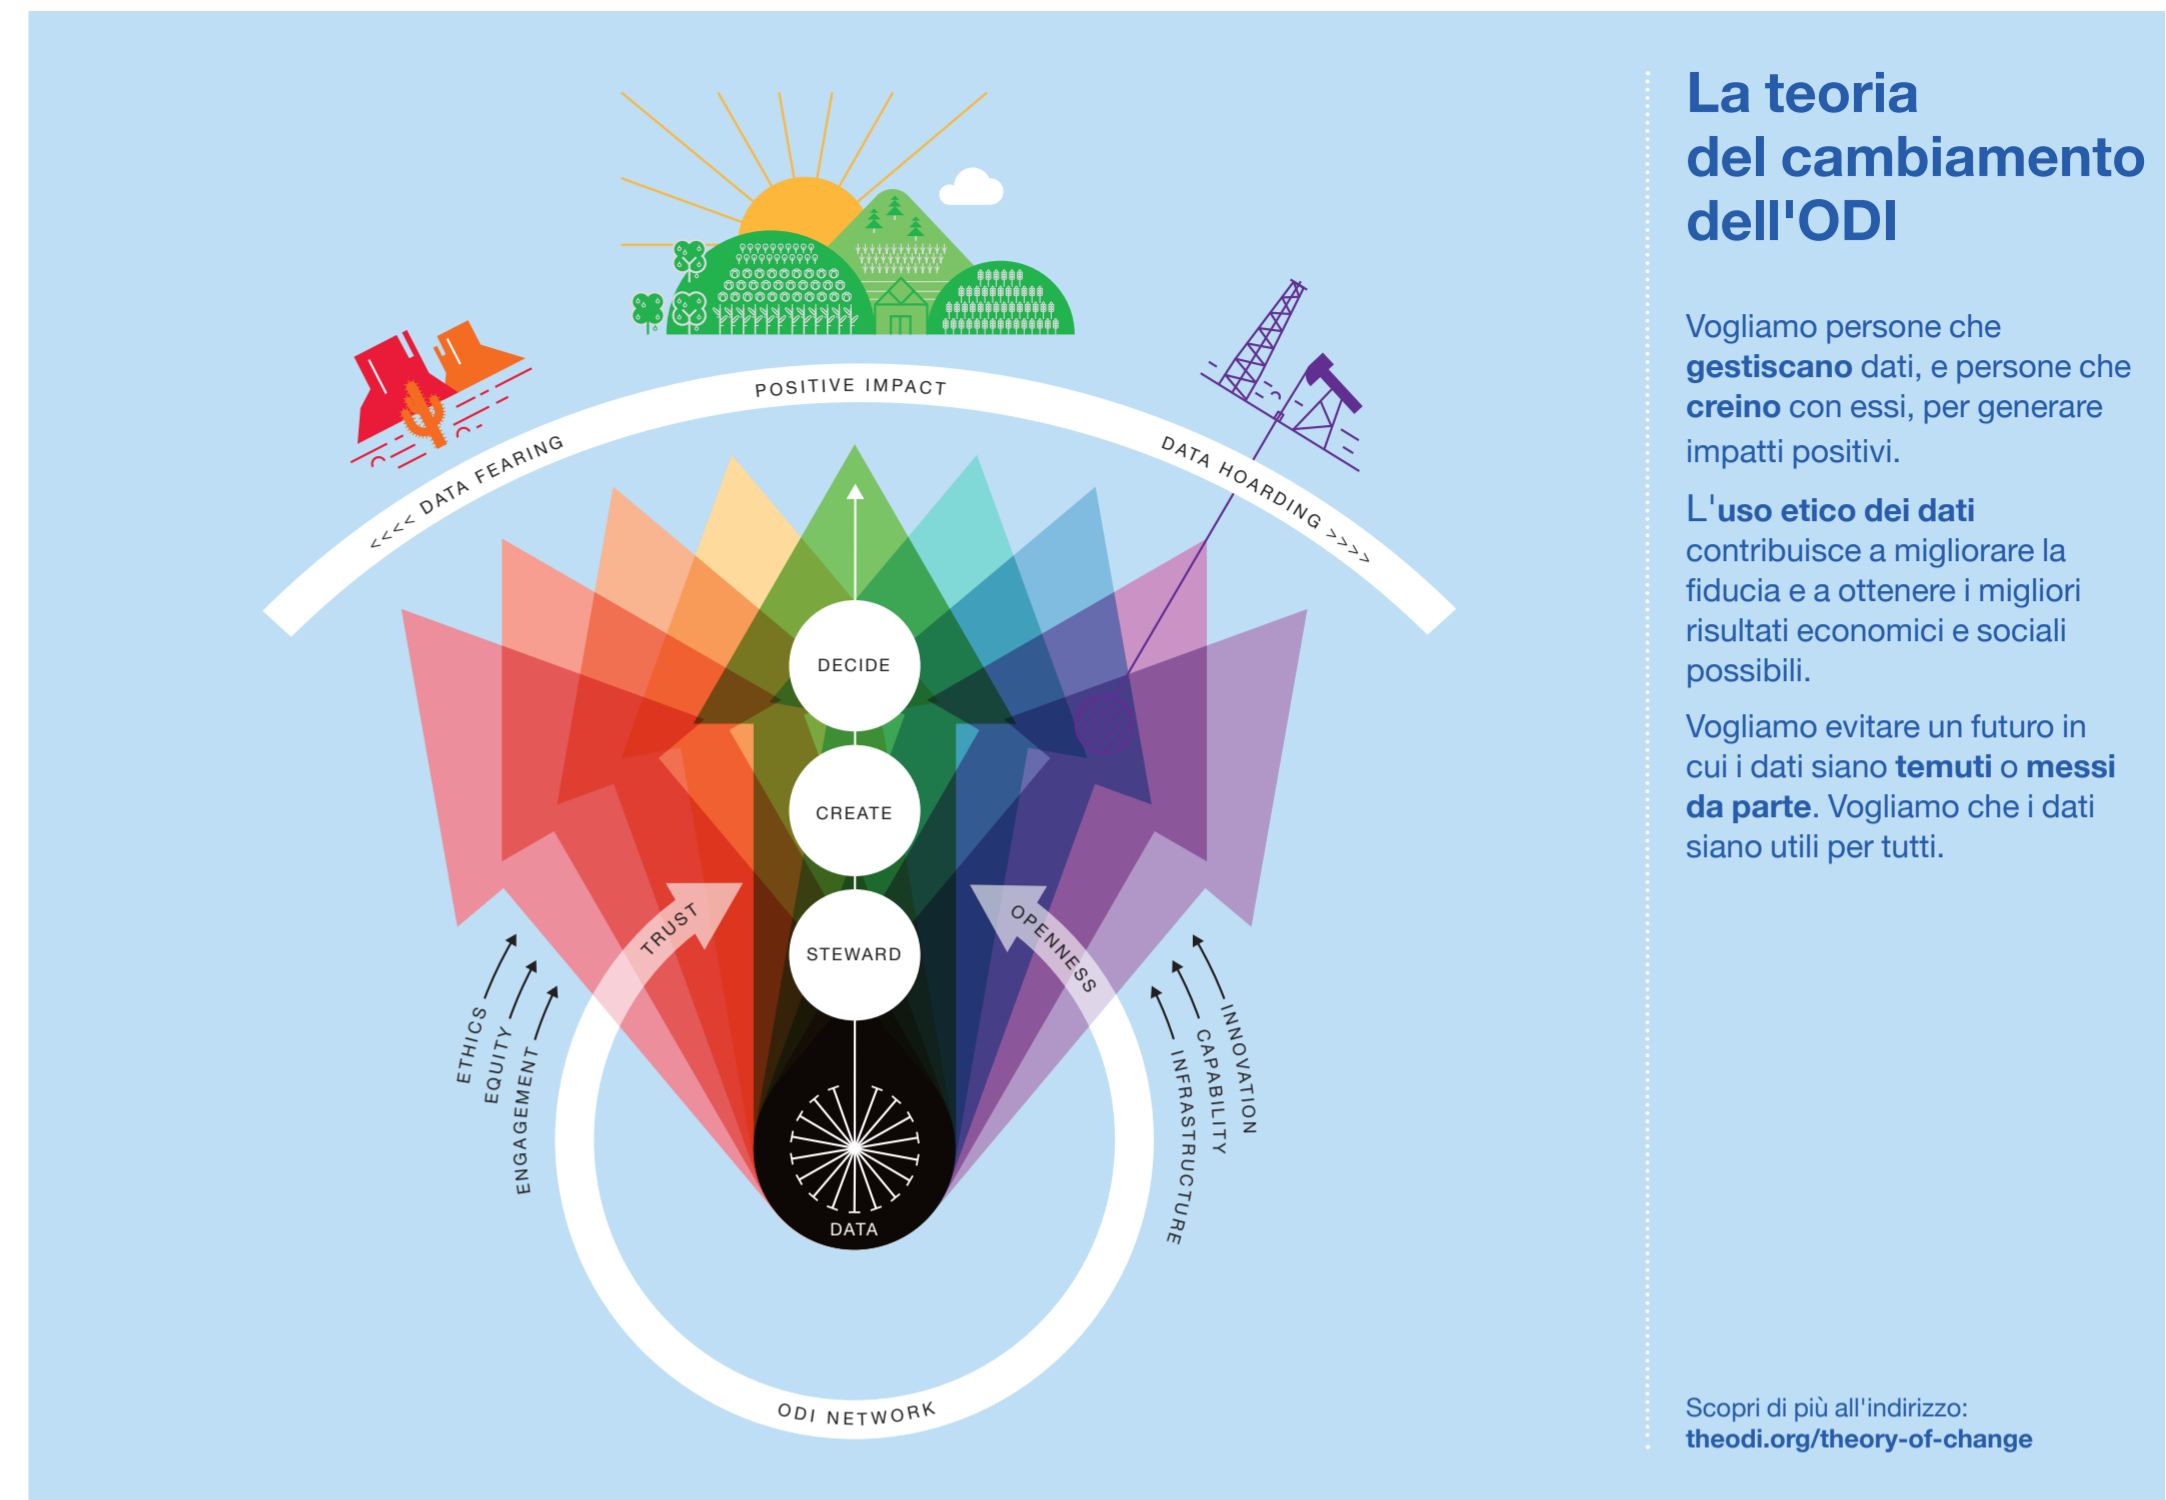 La teoria
del cambiamento
dell'ODI
Vogliamo persone che
gestiscano dati, e persone che
creino con essi, per generare
impatti positivi.
L'uso etico dei dati
contribuisce a migliorare la
fiducia e a ottenere i migliori
risultati economici e sociali
possibili.
Vogliamo evitare un futuro in
cui i dati siano temuti o messi
da parte. Vogliamo che i dati
siano utili per tutti.
Scopri di più all'indirizzo:
theodi.org/theory-of-change
<<<< DATA FEARING
POSITIVE IMPACT
DATA HOARDING >>>>
DECIDE
CREATE
STEWARD
TRUST
OPENNESS
ETHICS
EQUITY
ENGAGEMENT
INNOVATION
CAPABILITY
INFRASTRUCTURE
DATA
ODI NETWORK